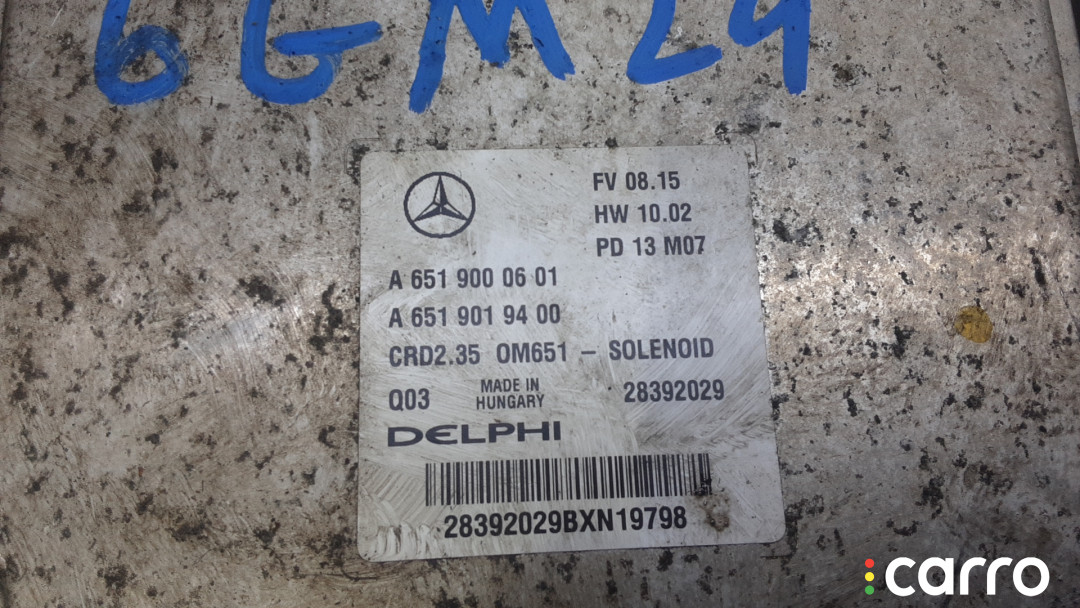 6GM29
FV 08.15
HW 10.02
PD 13 M07
A 651 900 06 01
A 651 901 94 00
CRD2.35 OM651 – SOLENOID
Q03 MADE IN HUNGARY 28392029
DELPHI
28392029BXN19798
carro